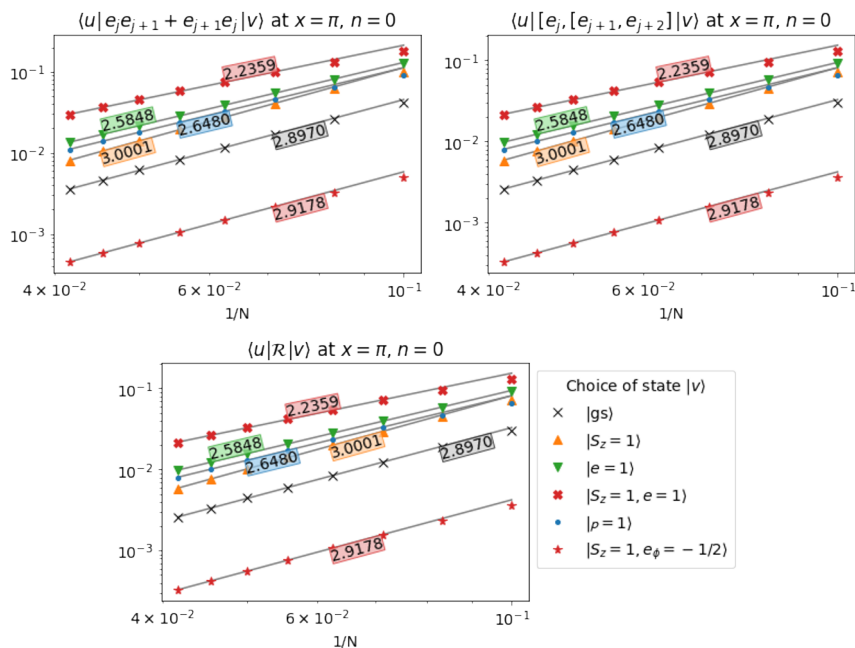 ⟨u| e_j e_{j+1} + e_{j+1} e_j |v⟩ at x = π, n = 0
10⁻¹
10⁻²
10⁻³
2.2359
2.5848
2.6480
3.0001
2.8970
2.9178
4 × 10⁻²
6 × 10⁻²
10⁻¹
1/N
⟨u| [e_j, [e_{j+1}, e_{j+2}] |v⟩ at x = π, n = 0
10⁻¹
10⁻²
10⁻³
2.2359
2.5848
2.6480
3.0001
2.8970
2.9178
4 × 10⁻²
6 × 10⁻²
10⁻¹
1/N
⟨u|ℛ|v⟩ at x = π, n = 0
10⁻¹
10⁻²
10⁻³
2.2359
2.5848
3.0001
2.6480
2.8970
2.9178
4 × 10⁻²
6 × 10⁻²
10⁻¹
1/N
Choice of state |v⟩
|gs⟩
|S_z = 1⟩
|e = 1⟩
|S_z = 1, e = 1⟩
|p = 1⟩
|S_z = 1, e_ϕ = −1/2⟩